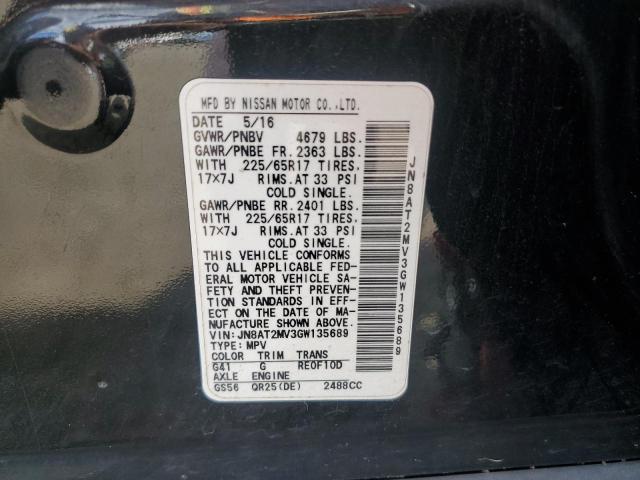 MFD BY NISSAN MOTOR CO.,LTD.
DATE 5/16
GVWR/PNBV 4679 LBS.
GAWR/PNBE FR. 2363 LBS.
WITH 225/65R17 TIRES.
17×7J RIMS.AT 33 PSI
COLD SINGLE.
GAWR/PNBE RR. 2401 LBS.
WITH 225/65R17 TIRES.
17×7J RIMS.AT 33 PSI
COLD SINGLE.
THIS VEHICLE CONFORMS
TO ALL APPLICABLE FED-
ERAL MOTOR VEHICLE SA-
FETY AND THEFT PREVEN-
TION STANDARDS IN EFF-
ECT ON THE DATE OF MA-
NUFACTURE SHOWN ABOVE.
VIN:JN8AT2MV3GW135689
TYPE:MPV
COLOR TRIM TRANS
G41 G RE0F10D
AXLE ENGINE
GS56 QR25(DE) 2488CC
JN8AT2MV3GW135689